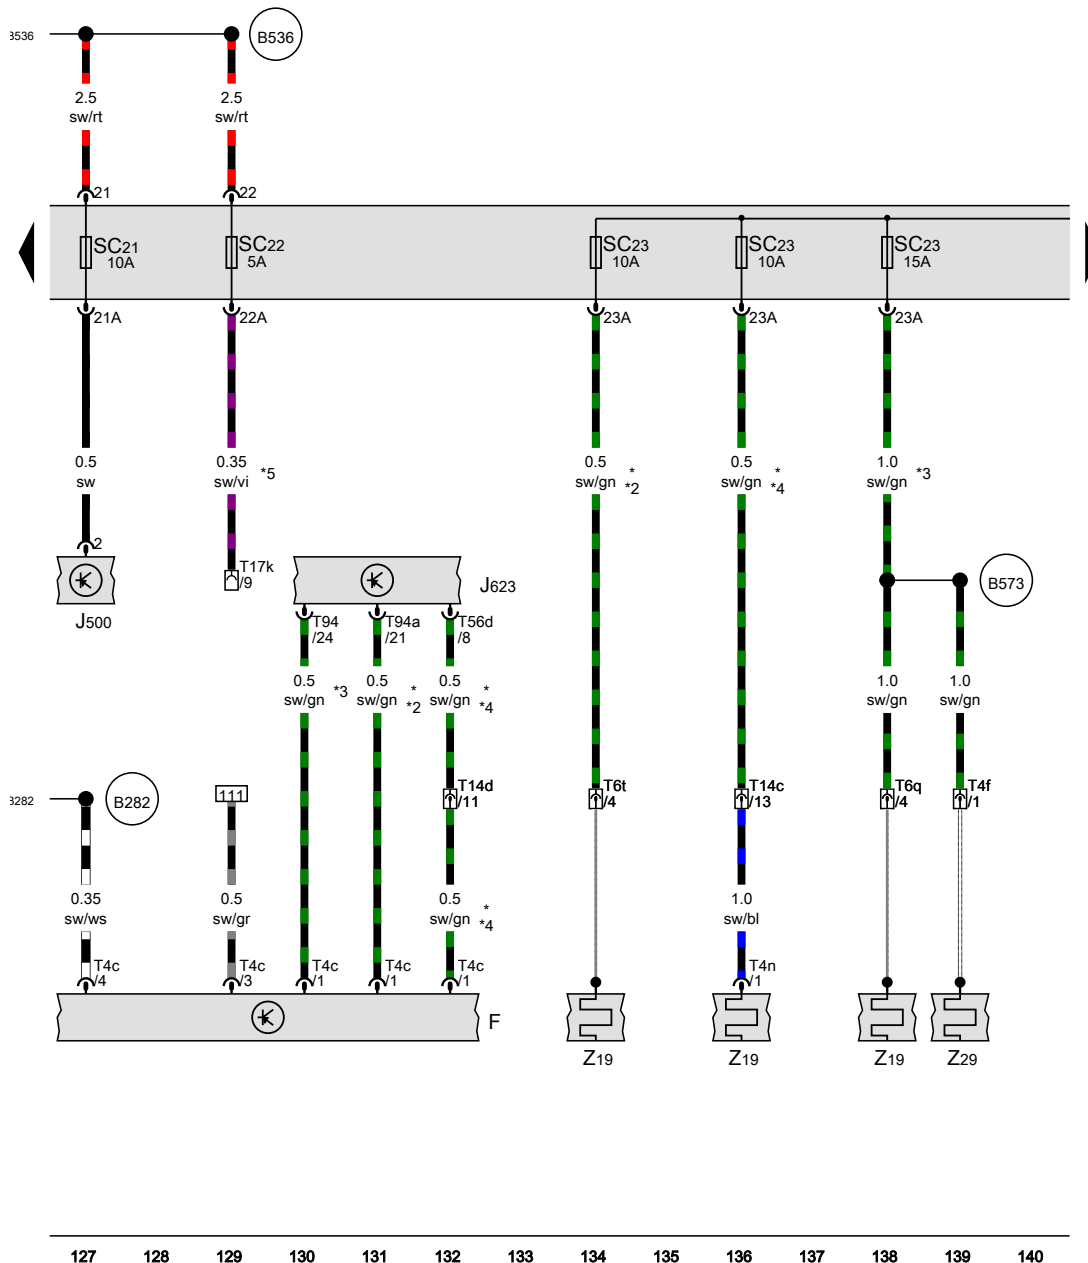 B536
2.5
sw/rt
2.5
sw/rt
21
22
SC21
10A
SC22
5A
SC23
10A
SC23
10A
SC23
15A
21A
22A
23A
23A
23A
0.5
sw
0.35
sw/vi
*5
0.5
sw/gn
*
*2
0.5
sw/gn
*
*4
1.0
sw/gn
*3
2
T17k
/9
J500
J623
B573
T94
/24
T94a
/21
T56d
/8
0.5
sw/gn
*3
0.5
sw/gn
*
*2
0.5
sw/gn
*
*4
1.0
sw/gn
1.0
sw/gn
3282
B282
111
T14d
/11
T6t
/4
T14c
/13
T6q
/4
T4f
/1
0.35
sw/ws
0.5
sw/gr
0.5
sw/gn
*
*4
1.0
sw/bl
T4c
/4
T4c
/3
T4c
/1
T4c
/1
T4c
/1
T4n
/1
F
Z19
Z19
Z19
Z29
127 128 129 130 131 132 133 134 135 136 137 138 139 140